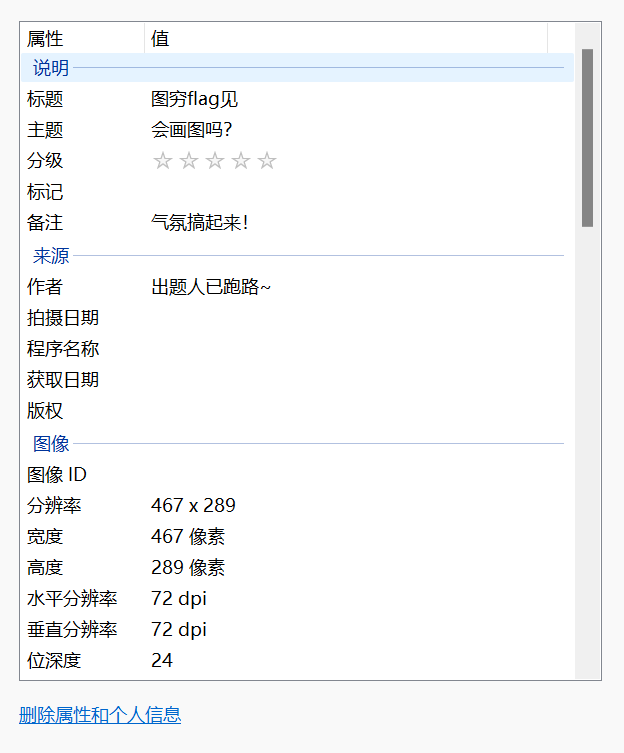 属性 值
说明
标题 图穷flag见
主题 会画图吗？
分级 ☆☆☆☆☆
标记
备注 气氛搞起来！
来源
作者 出题人已跑路~
拍摄日期
程序名称
获取日期
版权
图像
图像 ID
分辨率 467 x 289
宽度 467 像素
高度 289 像素
水平分辨率 72 dpi
垂直分辨率 72 dpi
位深度 24
删除属性和个人信息